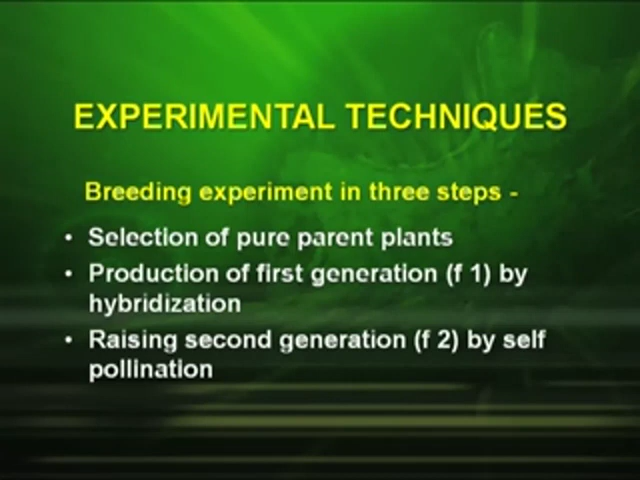 EXPERIMENTAL TECHNIQUES
Breeding experiment in three steps -
• Selection of pure parent plants
• Production of first generation (f 1) by
hybridization
• Raising second generation (f 2) by self
pollination